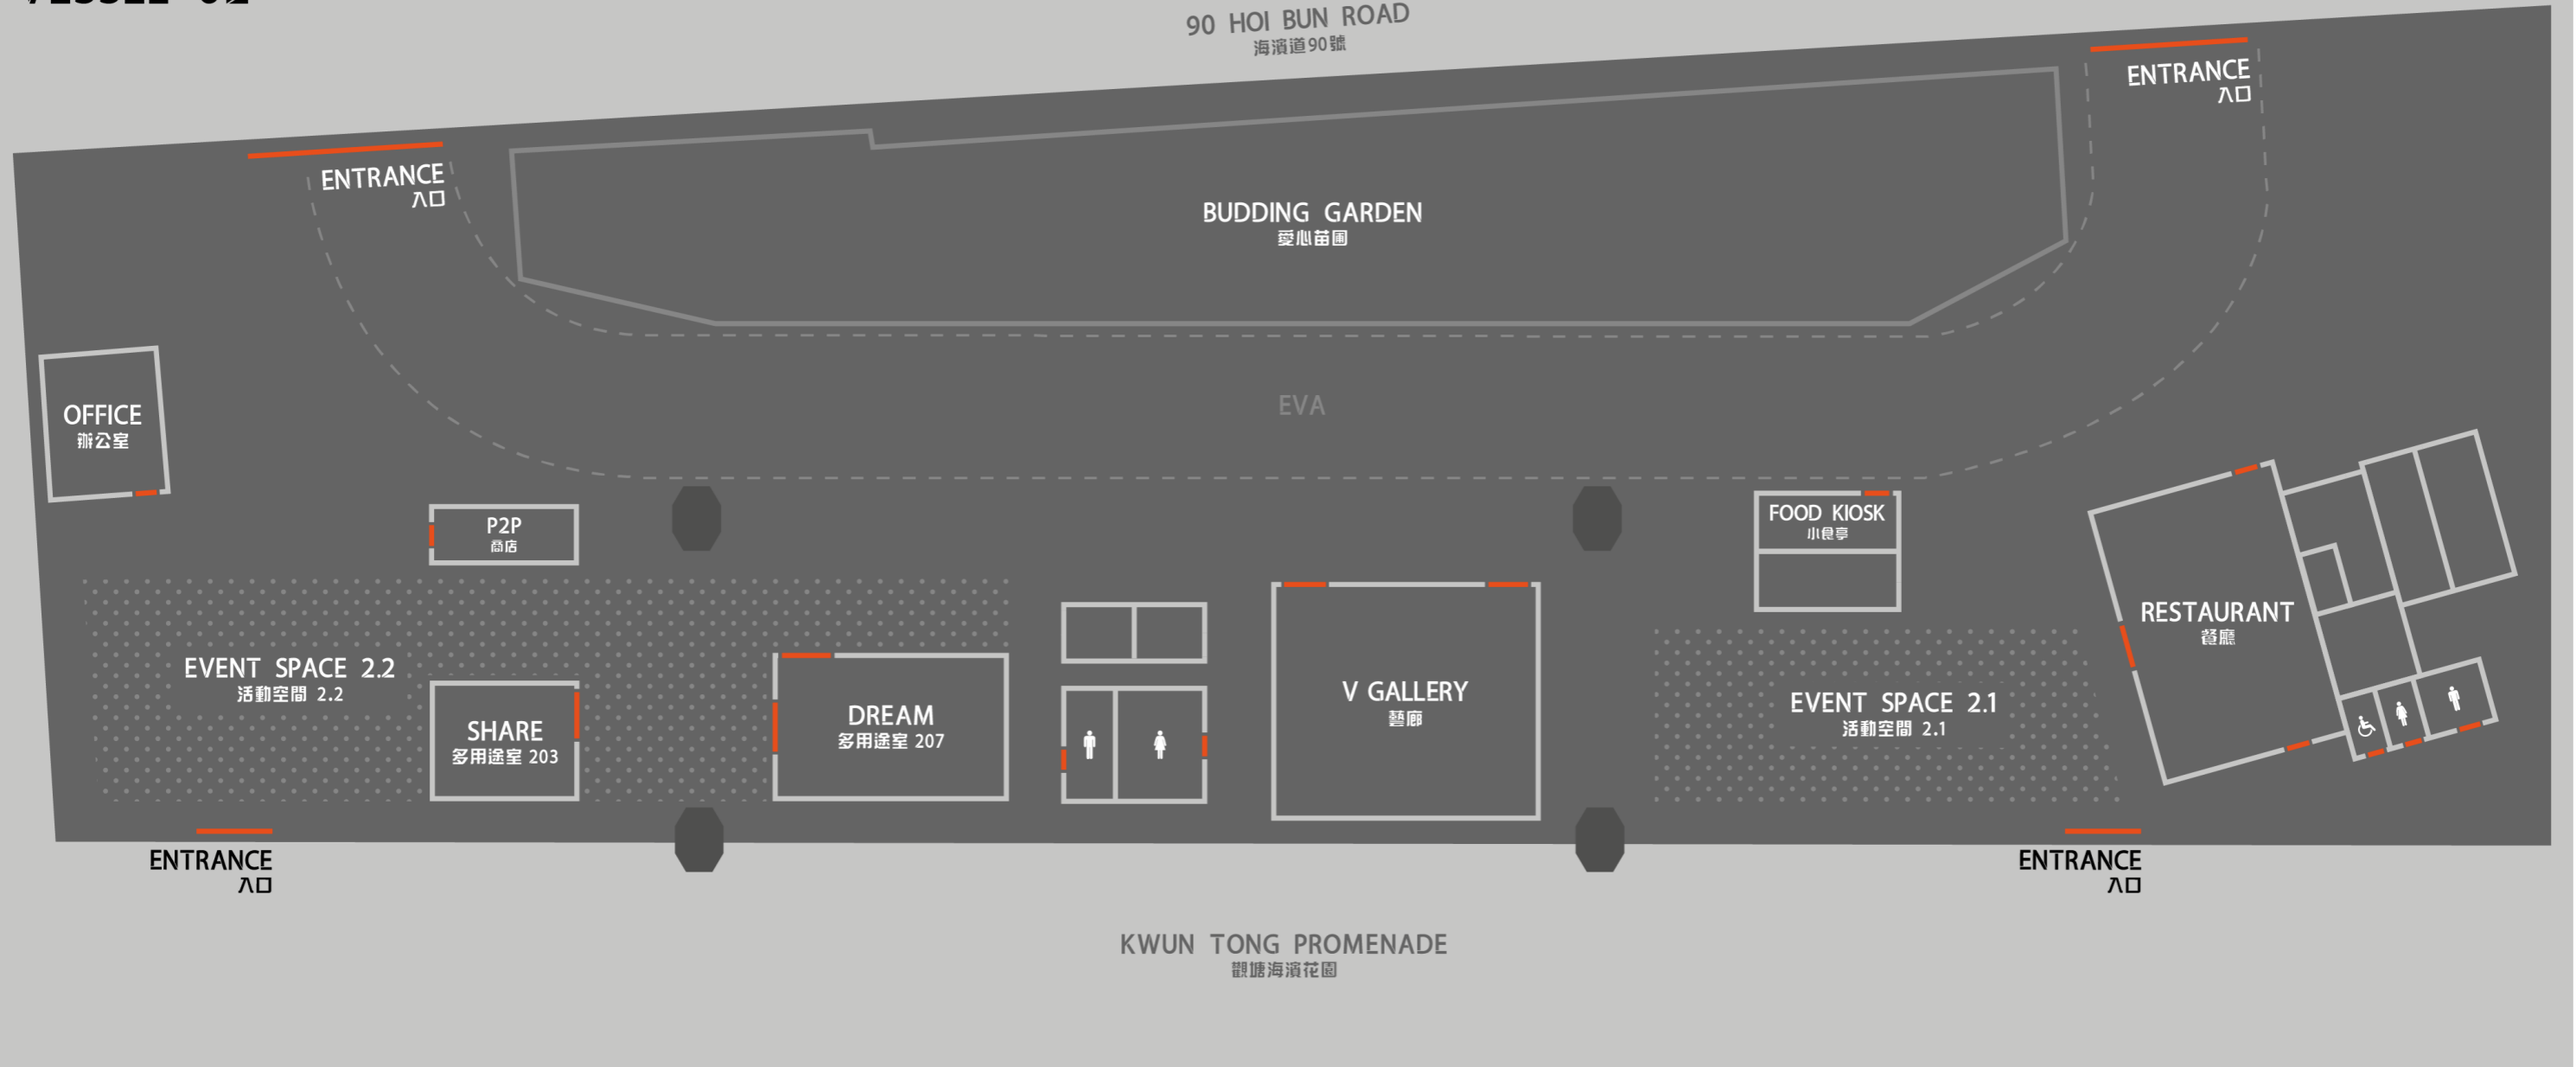 90 HOI BUN ROAD
海濱道90號
ENTRANCE
入口
ENTRANCE
入口
BUDDING GARDEN
愛心苗圃
EVA
OFFICE
辦公室
P2P
商店
FOOD KIOSK
小食亭
RESTAURANT
餐廳
EVENT SPACE 2.2
活動空間 2.2
SHARE
多用途室 203
DREAM
多用途室 207
V GALLERY
藝廊
EVENT SPACE 2.1
活動空間 2.1
ENTRANCE
入口
ENTRANCE
入口
KWUN TONG PROMENADE
觀塘海濱花園